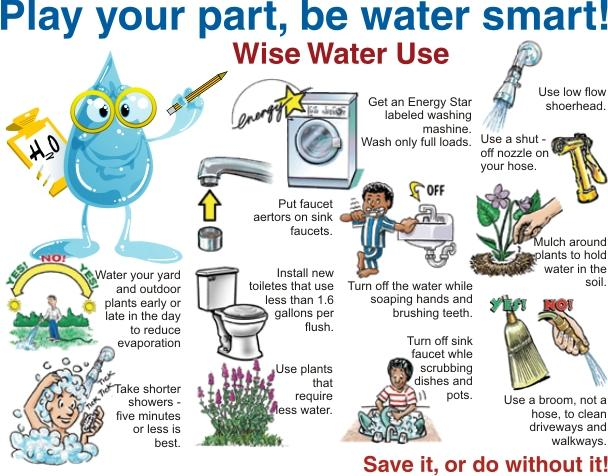 Play your part, be water smart!
Wise Water Use
H2O
energy
Get an Energy Star
labeled washing
mashine.
Wash only full loads.
Use low flow
shoerhead.
Use a shut -
off nozzle on
your hose.
Put faucet
aertors on sink
faucets.
OFF
Turn off the water while
soaping hands and
brushing teeth.
Mulch around
plants to hold
water in the
soil.
YES!
NO!
YES!
Water your yard
and outdoor
plants early or
late in the day
to reduce
evaporation
Install new
toiletes that use
less than 1.6
gallons per
flush.
YES!
NO!
Use a broom, not a
hose, to clean
driveways and
walkways.
TICK
TICK
Take shorter
showers -
five minutes
or less is
best.
Use plants
that
require
less water.
Turn off sink
faucet whle
scrubbing
dishes and
pots.
Save it, or do without it!